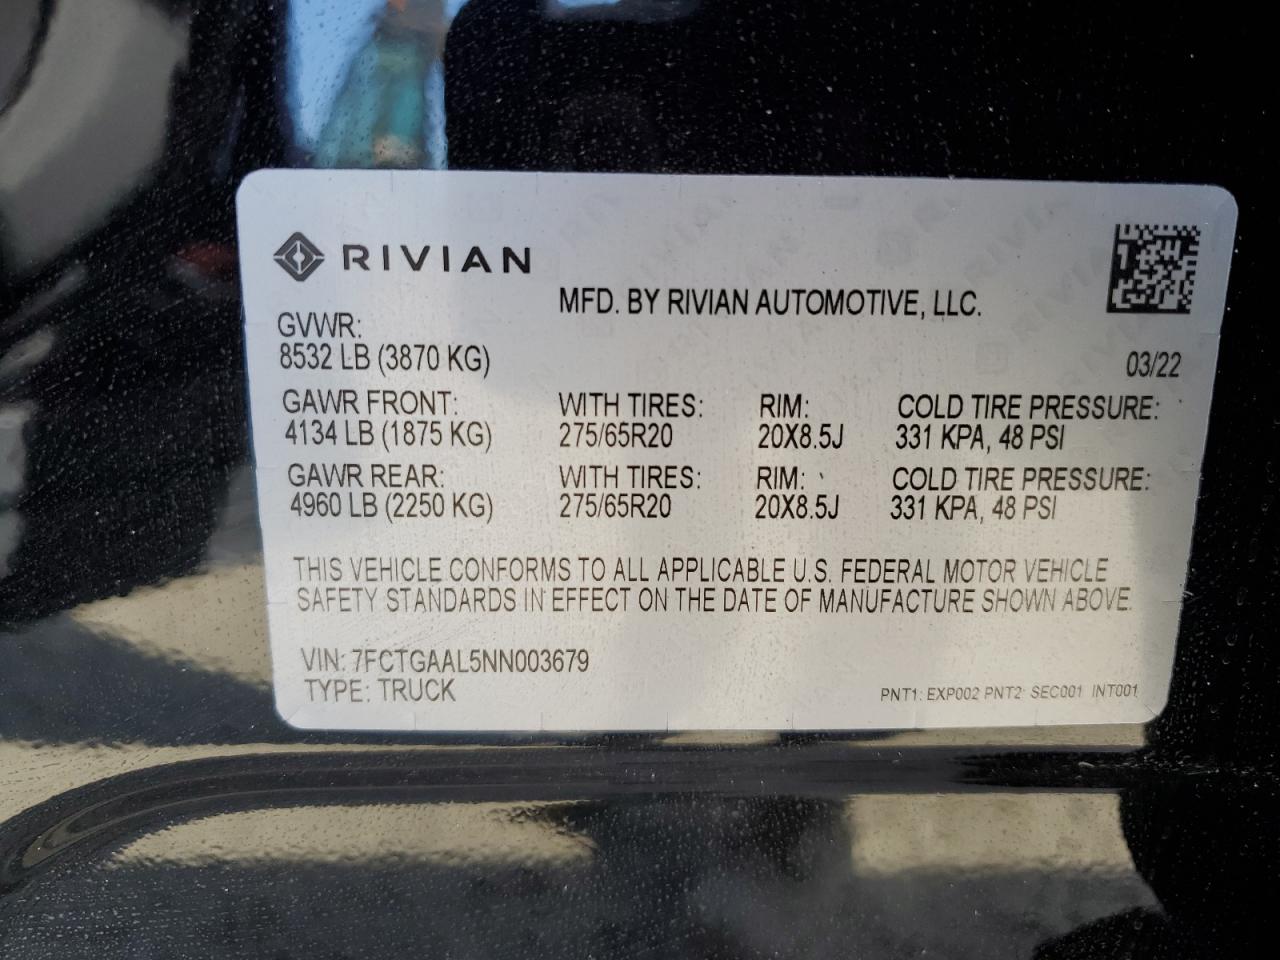 RIVIAN
MFD. BY RIVIAN AUTOMOTIVE, LLC.
GVWR:
8532 LB (3870 KG)
03/22
GAWR FRONT: WITH TIRES: RIM: COLD TIRE PRESSURE:
4134 LB (1875 KG) 275/65R20 20X8.5J 331 KPA, 48 PSI
GAWR REAR: WITH TIRES: RIM: COLD TIRE PRESSURE:
4960 LB (2250 KG) 275/65R20 20X8.5J 331 KPA, 48 PSI
THIS VEHICLE CONFORMS TO ALL APPLICABLE U.S. FEDERAL MOTOR VEHICLE
SAFETY STANDARDS IN EFFECT ON THE DATE OF MANUFACTURE SHOWN ABOVE.
VIN: 7FCTGAAL5NN003679
TYPE: TRUCK
PNT1: EXP002 PNT2: SEC001 INT001